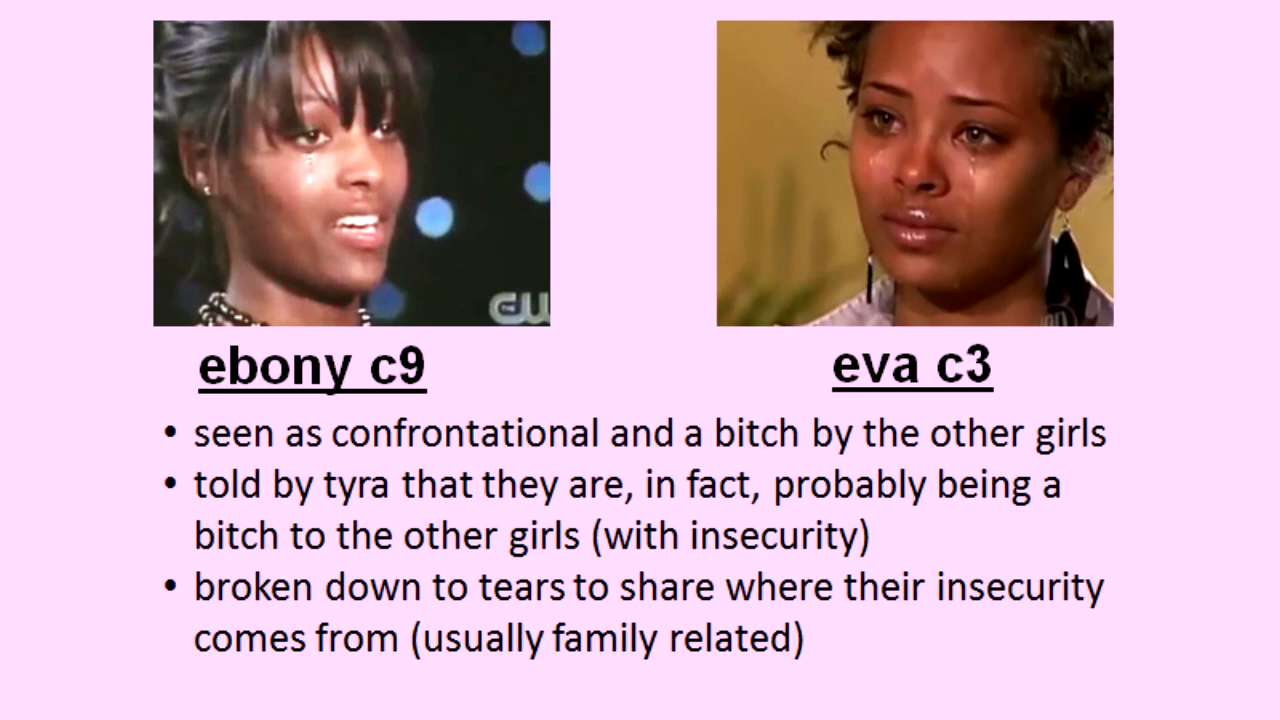 CW
ebony c9
eva c3
• seen as confrontational and a bitch by the other girls
• told by tyra that they are, in fact, probably being a
bitch to the other girls (with insecurity)
• broken down to tears to share where their insecurity
comes from (usually family related)